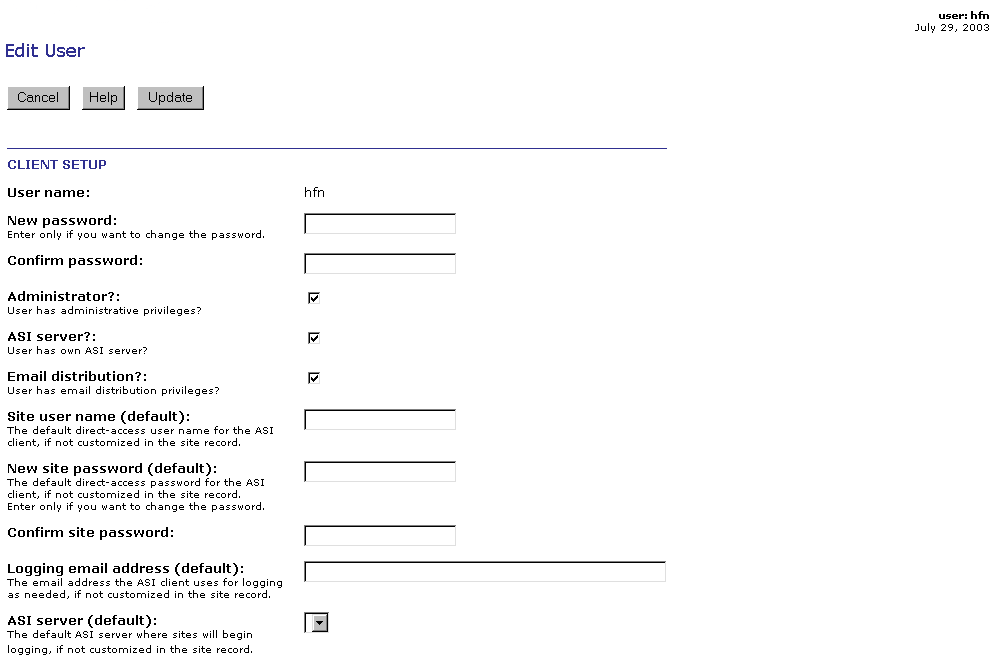 user: hfn
July 29, 2003
Edit User
Cancel Help Update
CLIENT SETUP
User name: hfn
New password:
Enter only if you want to change the password.
Confirm password:
Administrator?:
User has administrative privileges?
ASI server?:
User has own ASI server?
Email distribution?:
User has email distribution privileges?
Site user name (default):
The default direct-access user name for the ASI
client, if not customized in the site record.
New site password (default):
The default direct-access password for the ASI
client, if not customized in the site record.
Enter only if you want to change the password.
Confirm site password:
Logging email address (default):
The email address the ASI client uses for logging
as needed, if not customized in the site record.
ASI server (default):
The default ASI server where sites will begin
logging, if not customized in the site record.